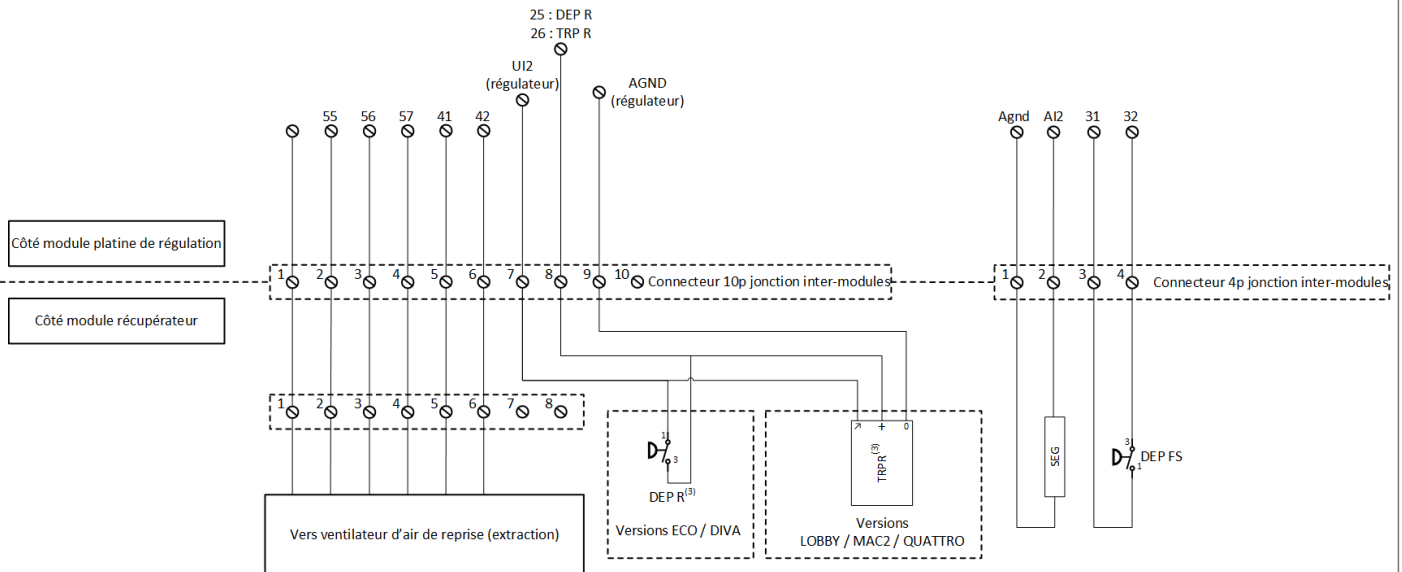 25 : DEP R
26 : TRP R
UI2
(régulateur)
AGND
(régulateur)
55 56 57 41 42
Agnd AI2 31 32
Côté module platine de régulation
1 2 3 4 5 6 7 8 9 10 Connecteur 10p jonction inter-modules
1 2 3 4 Connecteur 4p jonction inter-modules
Côté module récupérateur
1 2 3 4 5 6 7 8
1
3
DEP R(3)
Versions ECO / DIVA
+ 0
TRPR(3)
Versions
LOBBY / MAC2 / QUATTRO
SEG
3
1
DEP FS
Vers ventilateur d’air de reprise (extraction)